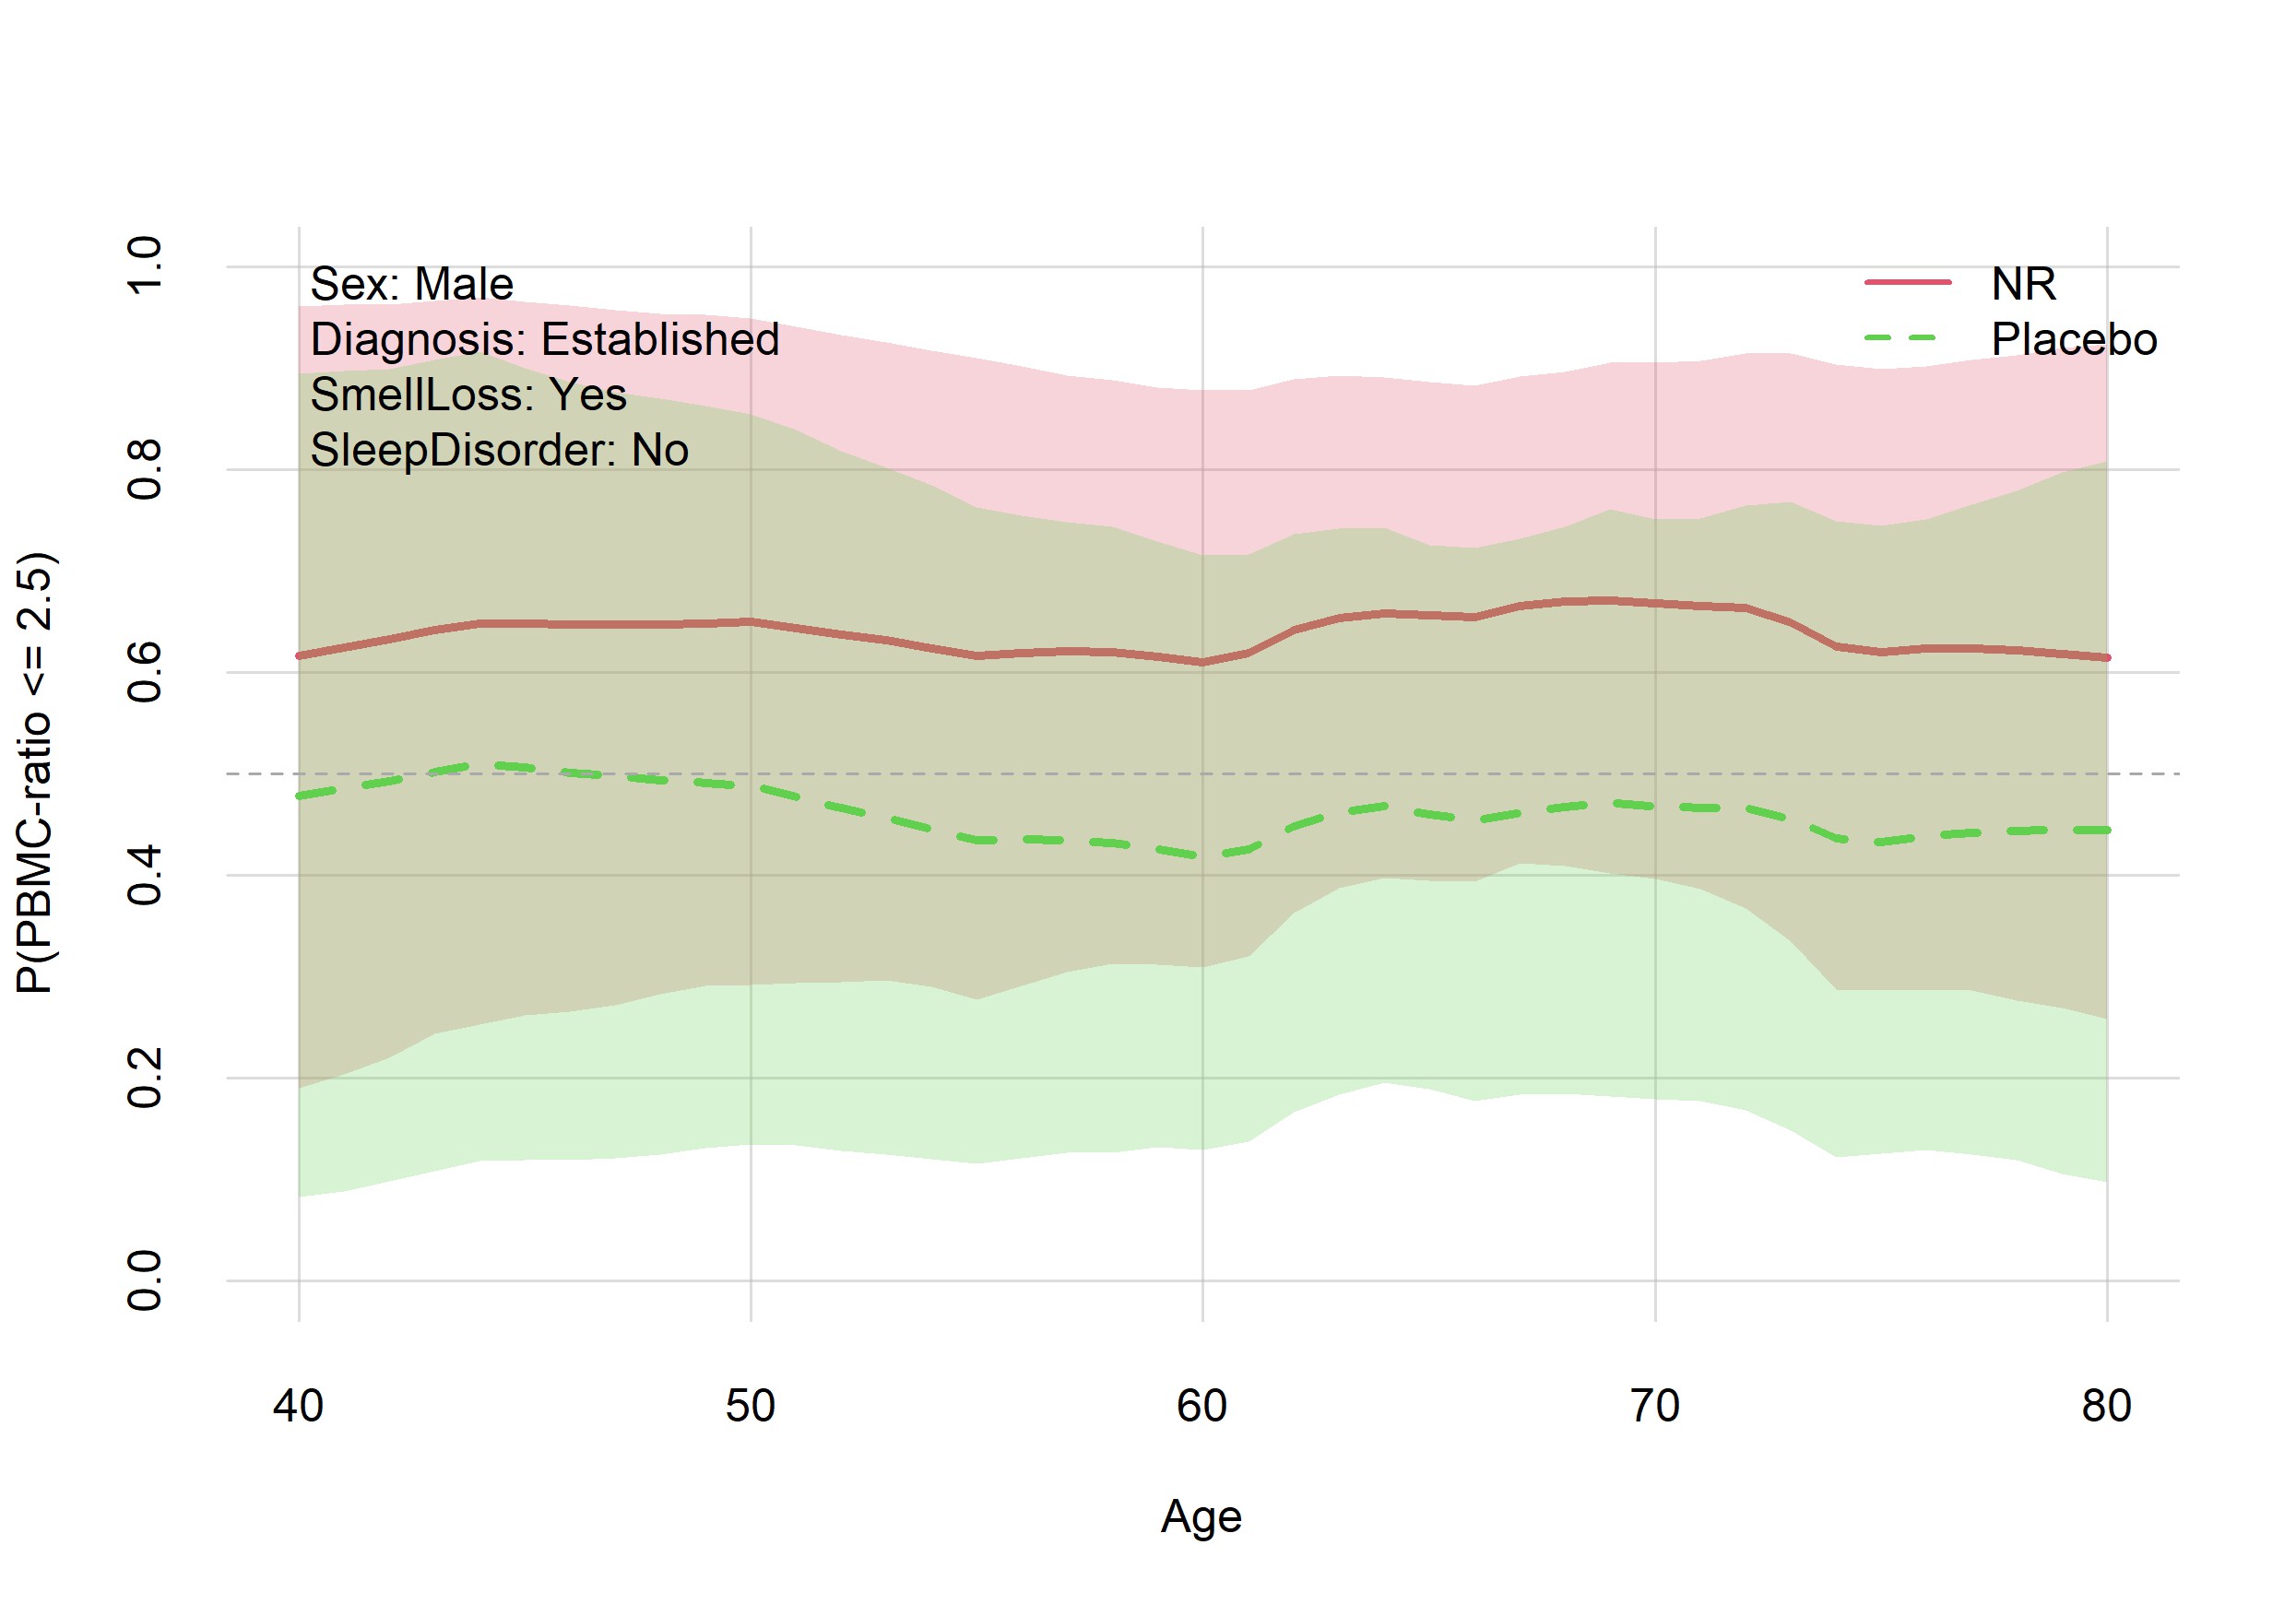 Sex: Male
Diagnosis: Established
SmellLoss: Yes
SleepDisorder: No
NR
Placebo
P(PBMC-ratio <= 2.5)
1.0
0.8
0.6
0.4
0.2
0.0
40 50 60 70 80
Age